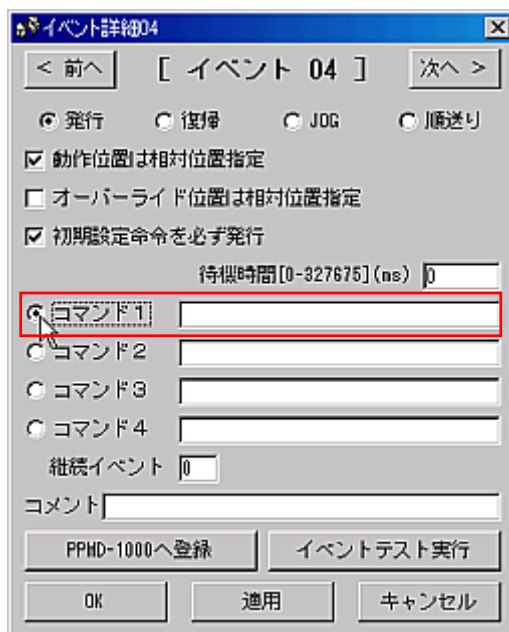 イベント詳細04
< 前へ [ イベント 04 ] 次へ >
発行 復帰 JOG 順送り
動作位置は相対位置指定
オーバーライド位置は相対位置指定
初期設定命令を必ず発行
待機時間[0-327675](ms) 0
コマンド1
コマンド2
コマンド3
コマンド4
継続イベント 0
コメント
PPMD-1000へ登録 イベントテスト実行
OK 適用 キャンセル